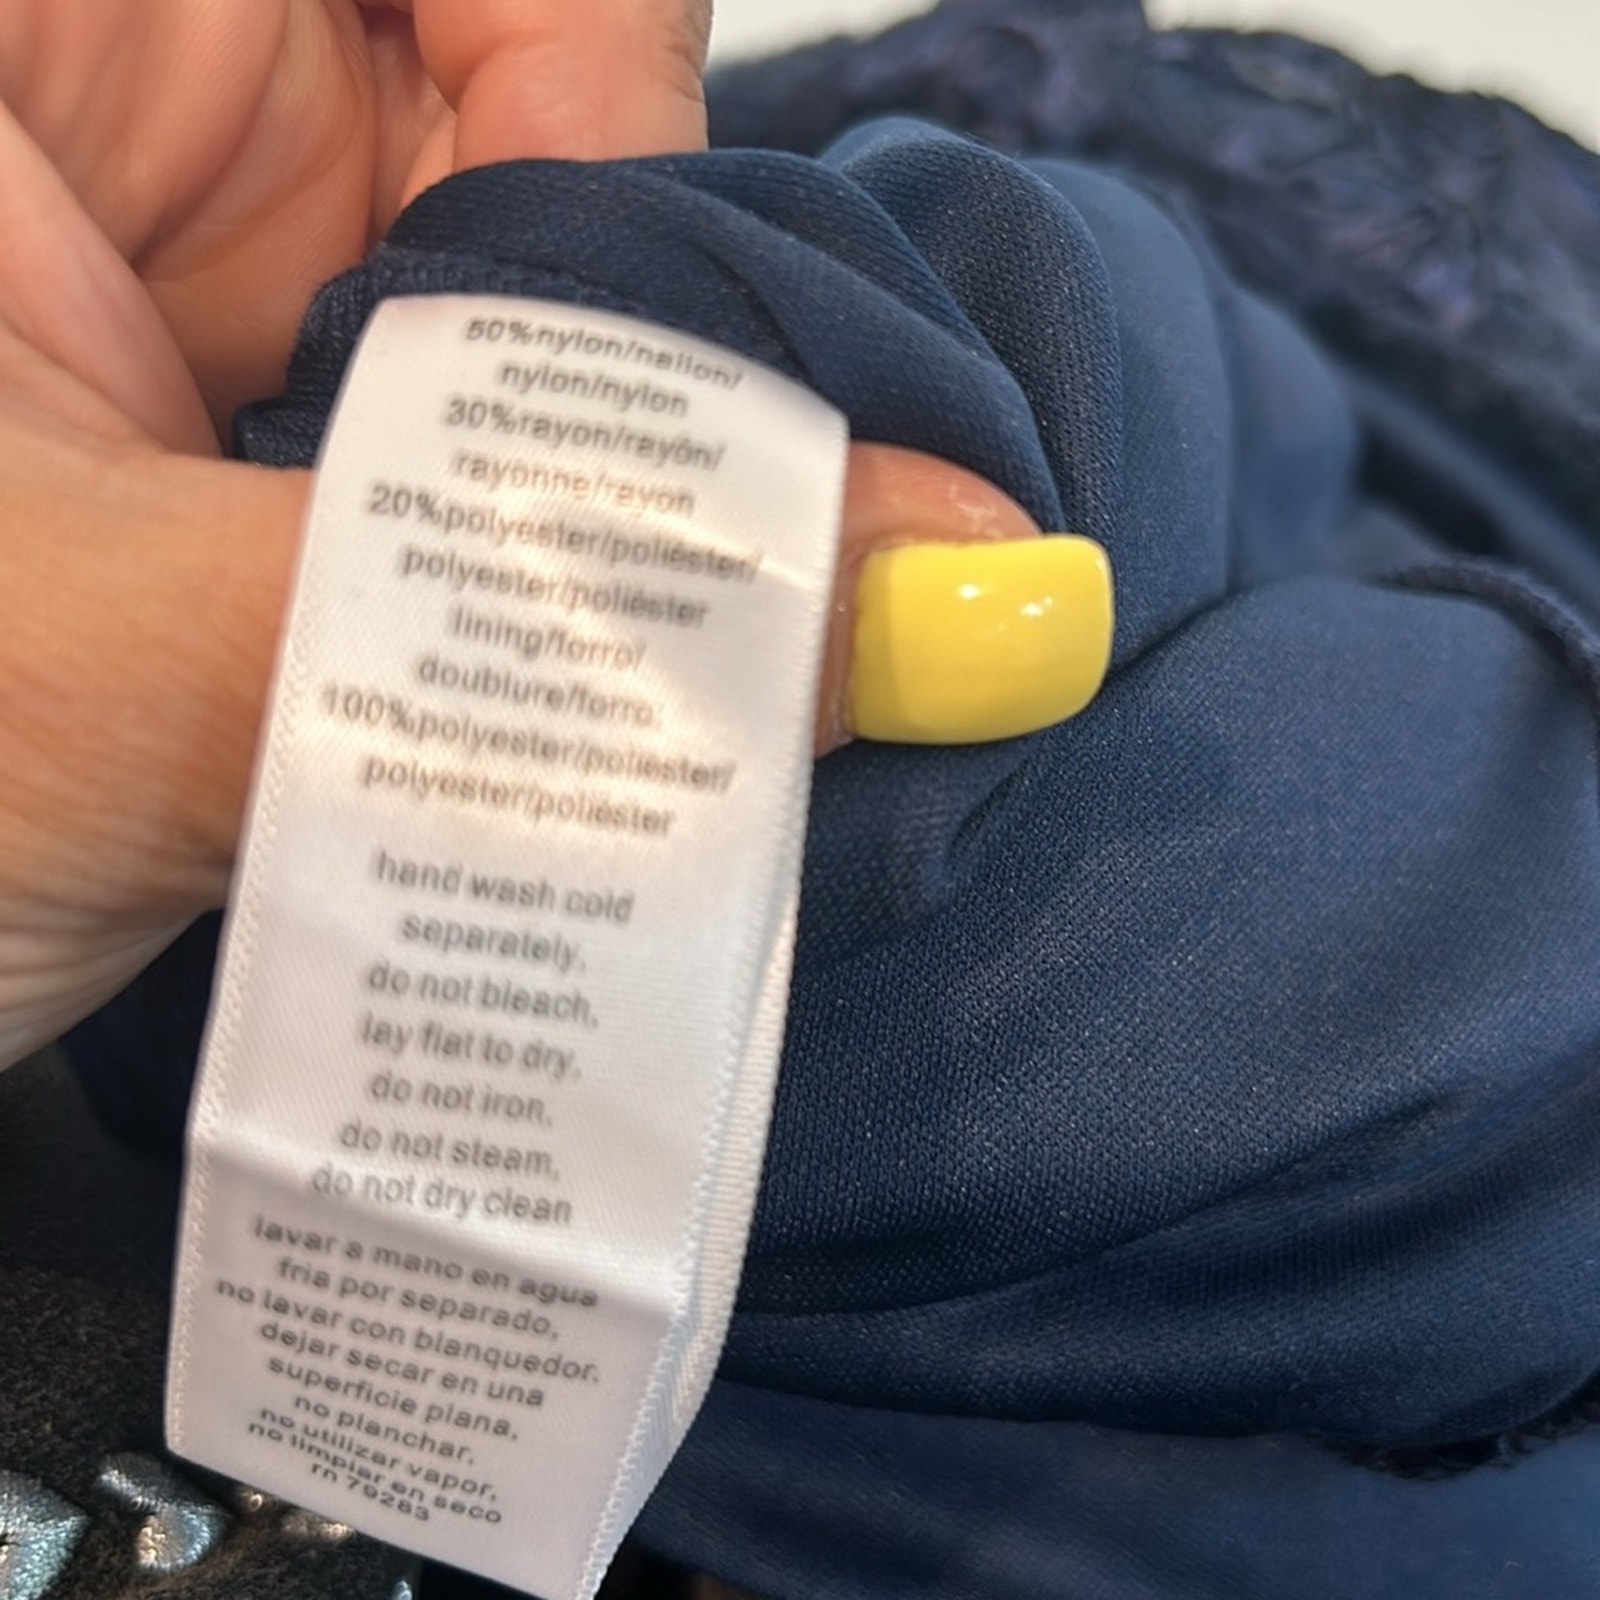 50%nylon/nailon/
nylon/nylon
30%rayon/rayón/
rayonne/rayon
20%polyester/poliéster/
polyester/poliéster
lining/forro/
doublure/forro
100%polyester/poliéster/
polyester/poliéster
hand wash cold
separately,
do not bleach,
lay flat to dry,
do not iron,
do not steam,
do not dry clean
lavar a mano en agua
fria por separado,
no lavar con blanquedor.
dejar secar en una
superficie plana,
no planchar,
no utilizar vapor,
no limpiar en seco
rn 79283